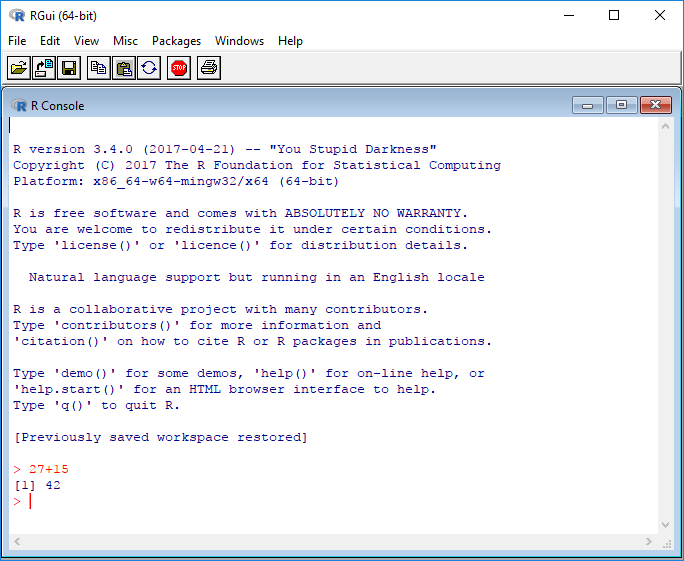 RGui (64-bit)
File Edit View Misc Packages Windows Help
STOP
R Console
R version 3.4.0 (2017-04-21) -- "You Stupid Darkness"
Copyright (C) 2017 The R Foundation for Statistical Computing
Platform: x86_64-w64-mingw32/x64 (64-bit)
R is free software and comes with ABSOLUTELY NO WARRANTY.
You are welcome to redistribute it under certain conditions.
Type 'license()' or 'licence()' for distribution details.
Natural language support but running in an English locale
R is a collaborative project with many contributors.
Type 'contributors()' for more information and
'citation()' on how to cite R or R packages in publications.
Type 'demo()' for some demos, 'help()' for on-line help, or
'help.start()' for an HTML browser interface to help.
Type 'q()' to quit R.
[Previously saved workspace restored]
> 27+15
[1] 42
>